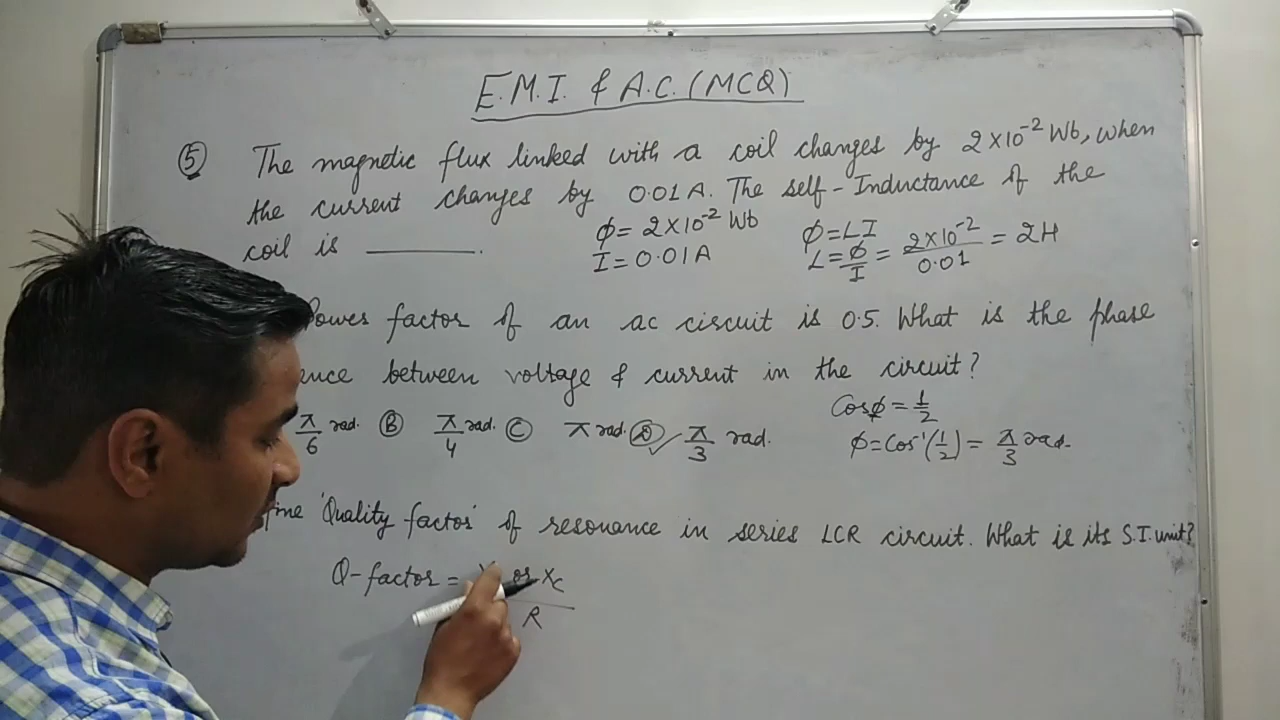 E.M.I. & A.C. (MCQ)
⑤ The magnetic flux linked with a coil changes by 2×10⁻² Wb, when
the current changes by 0.01 A. The self-Inductance of the
coil is ______.
ϕ = 2×10⁻² Wb
I = 0.01 A
ϕ = LI
L = ϕ/I = 2×10⁻²/0.01 = 2H
Power factor of an ac circuit is 0.5. What is the phase
between voltage & current in the circuit?
π/6 rad. Ⓑ π/4 rad. Ⓒ π rad. Ⓓ✓ π/3 rad.
Cosϕ = 1/2
ϕ = Cos⁻¹(1/2) = π/3 rad.
'Quality factor' of resonance in series LCR circuit. What is its S.I. unit?
Q-factor = or X_C / R